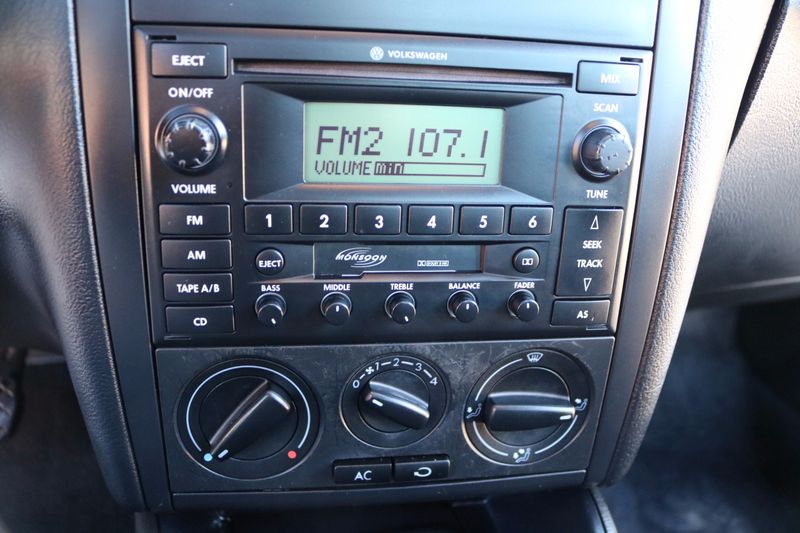 VOLKSWAGEN
EJECT
MIX
ON/OFF
SCAN
FM2 107.1
VOLUME min
VOLUME
TUNE
FM
1 2 3 4 5 6
SEEK
TRACK
AM
EJECT
MONSOON
TAPE A/B
BASS MIDDLE TREBLE BALANCE FADER
CD
AS
0 1 2 3 4
AC